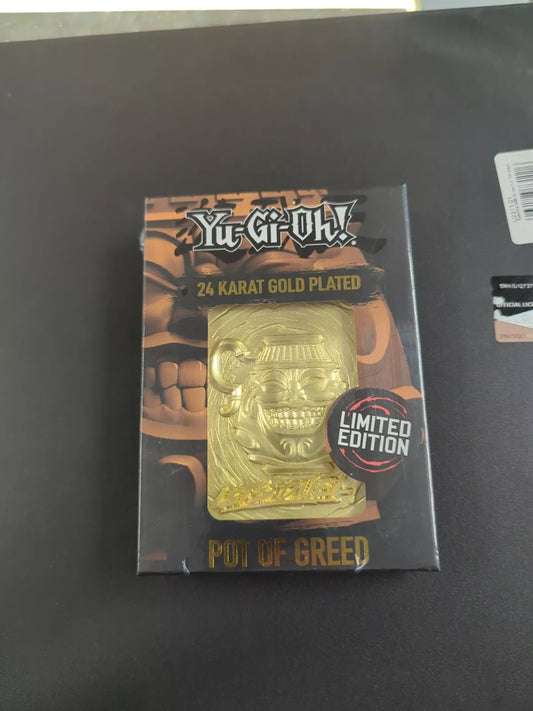 Yu-Gi-Oh!
24 KARAT GOLD PLATED
LIMITED
EDITION
POT OF GREED